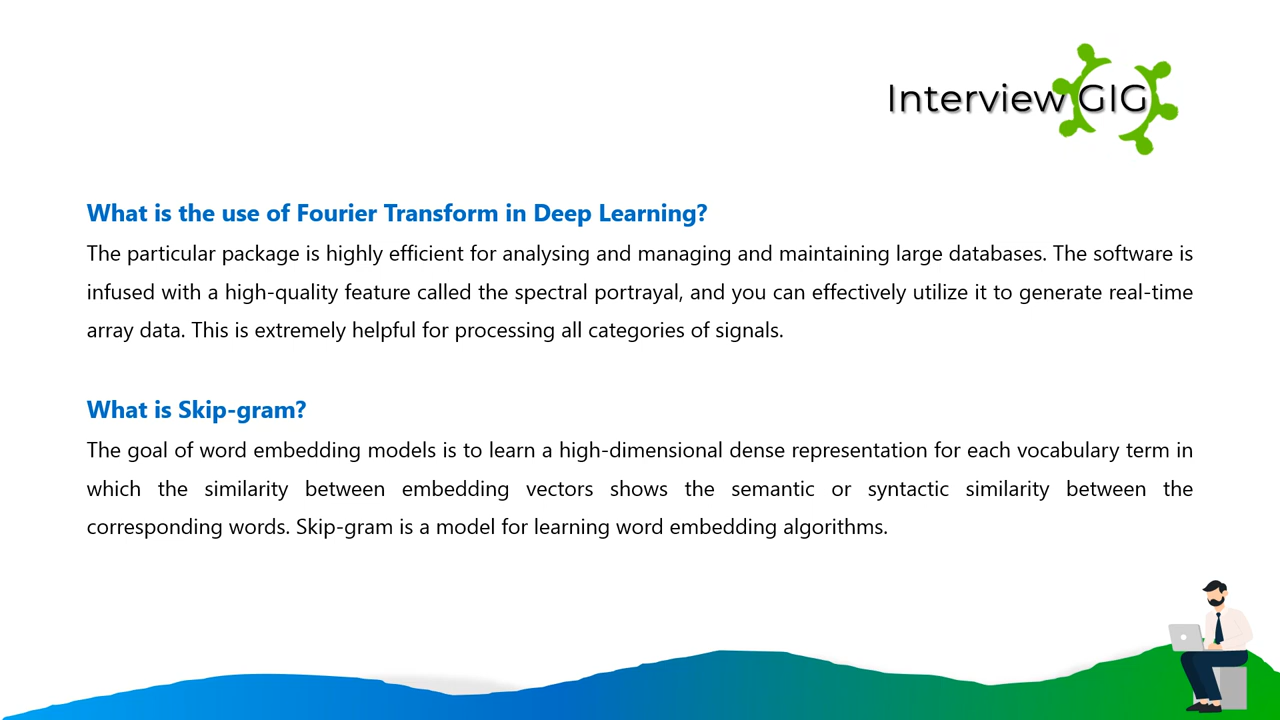 Interview GIG
What is the use of Fourier Transform in Deep Learning?
The particular package is highly efficient for analysing and managing and maintaining large databases. The software is
infused with a high-quality feature called the spectral portrayal, and you can effectively utilize it to generate real-time
array data. This is extremely helpful for processing all categories of signals.
What is Skip-gram?
The goal of word embedding models is to learn a high-dimensional dense representation for each vocabulary term in
which the similarity between embedding vectors shows the semantic or syntactic similarity between the
corresponding words. Skip-gram is a model for learning word embedding algorithms.